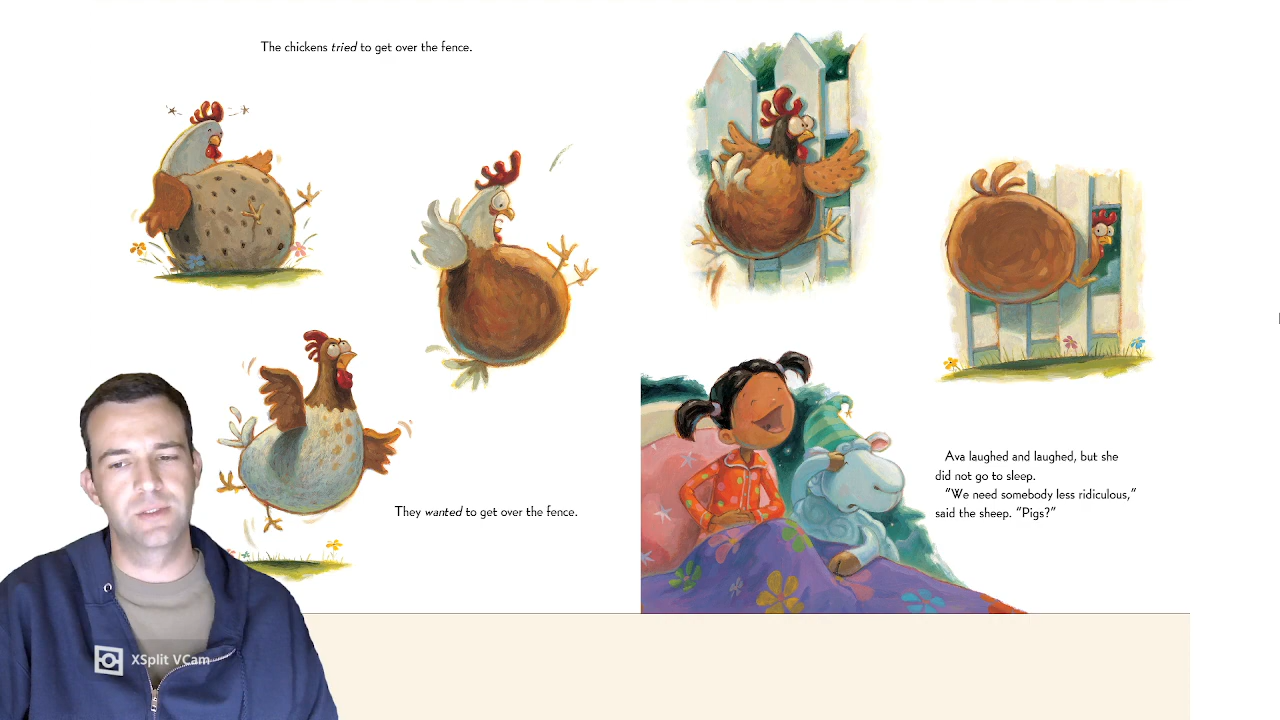 The chickens tried to get over the fence.
They wanted to get over the fence.
Ava laughed and laughed, but she
did not go to sleep.
"We need somebody less ridiculous,"
said the sheep. "Pigs?"
XSplit VCam